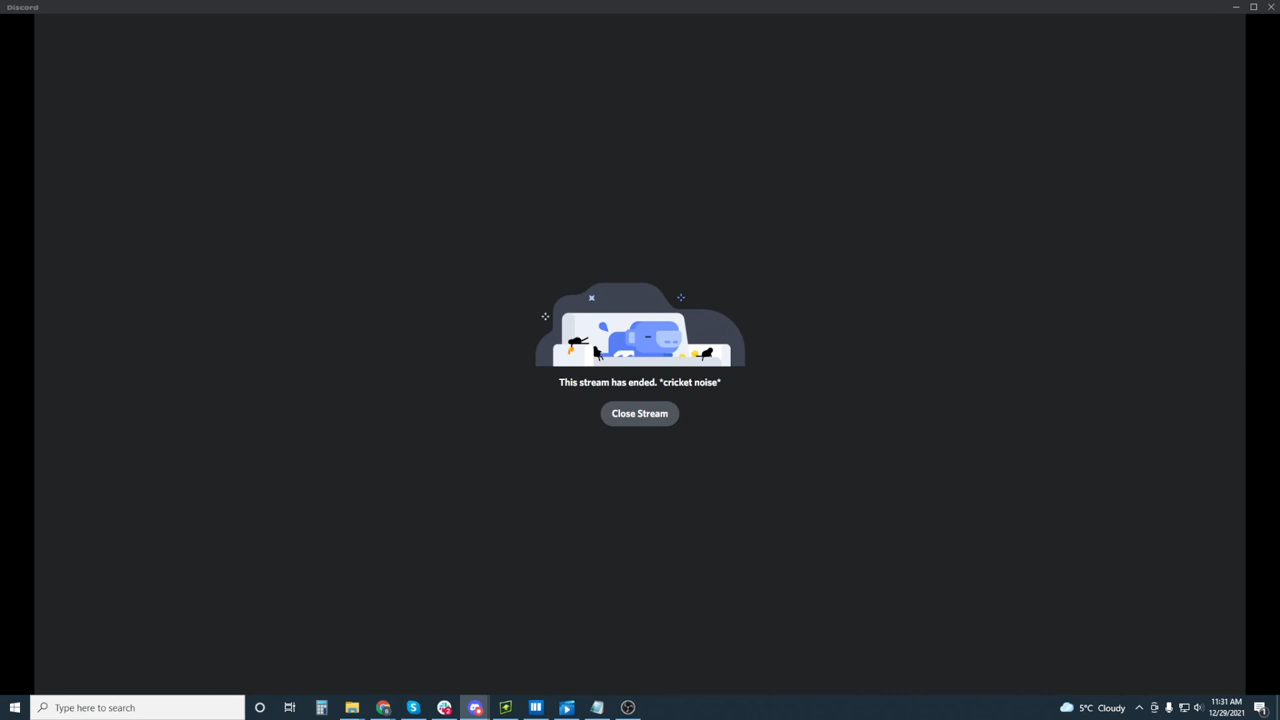 Discord
This stream has ended. *cricket noise*
Close Stream
Type here to search
5°C Cloudy
11:31 AM
12/29/2021